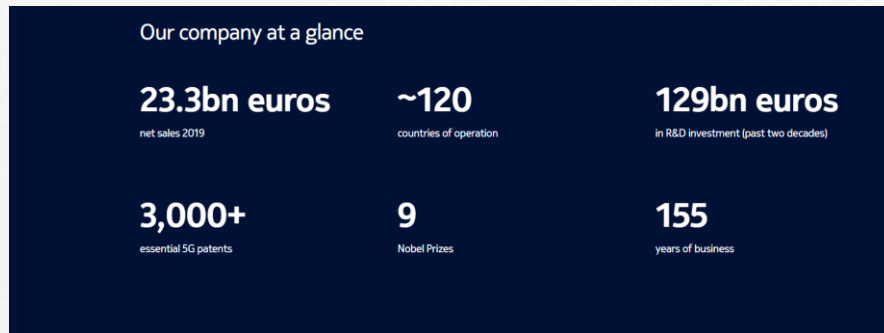 Our company at a glance
23.3bn euros
net sales 2019
~120
countries of operation
129bn euros
in R&D investment (past two decades)
3,000+
essential 5G patents
9
Nobel Prizes
155
years of business